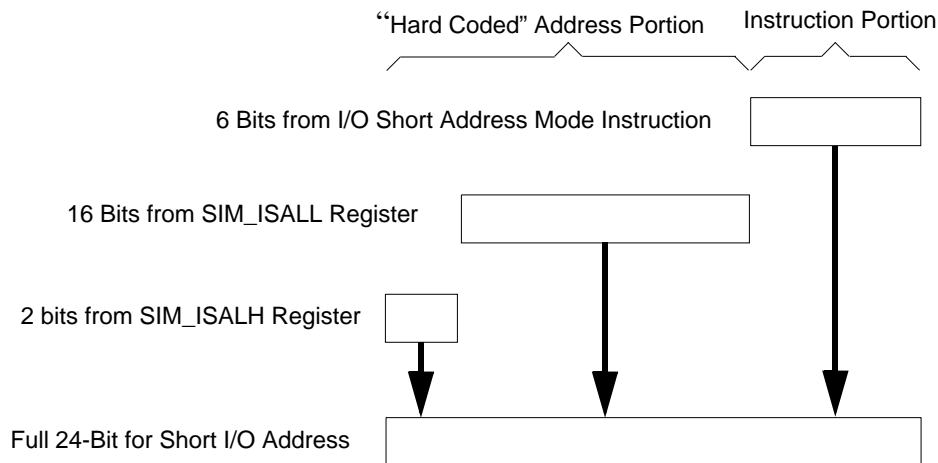 “Hard Coded” Address Portion
Instruction Portion
6 Bits from I/O Short Address Mode Instruction
16 Bits from SIM_ISALL Register
2 bits from SIM_ISALH Register
Full 24-Bit for Short I/O Address